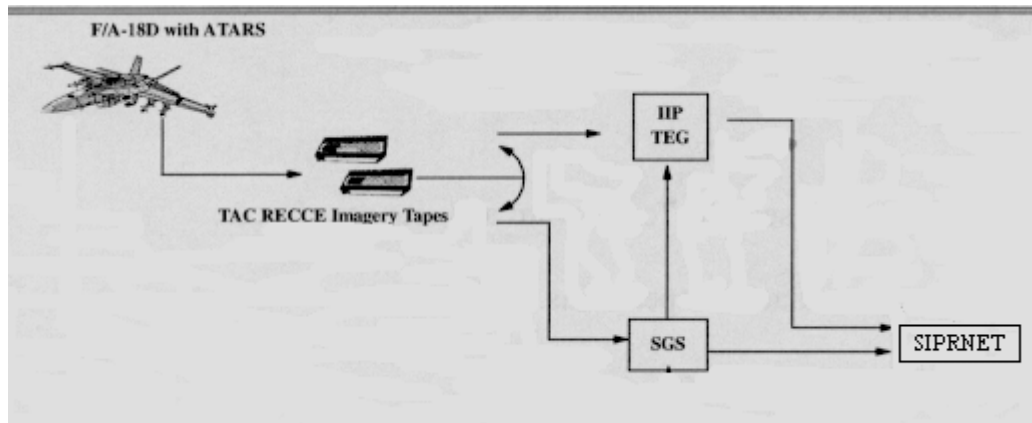 F/A-18D with ATARS
IIP
TEG
TAC RECCE Imagery Tapes
SGS
SIPRNET